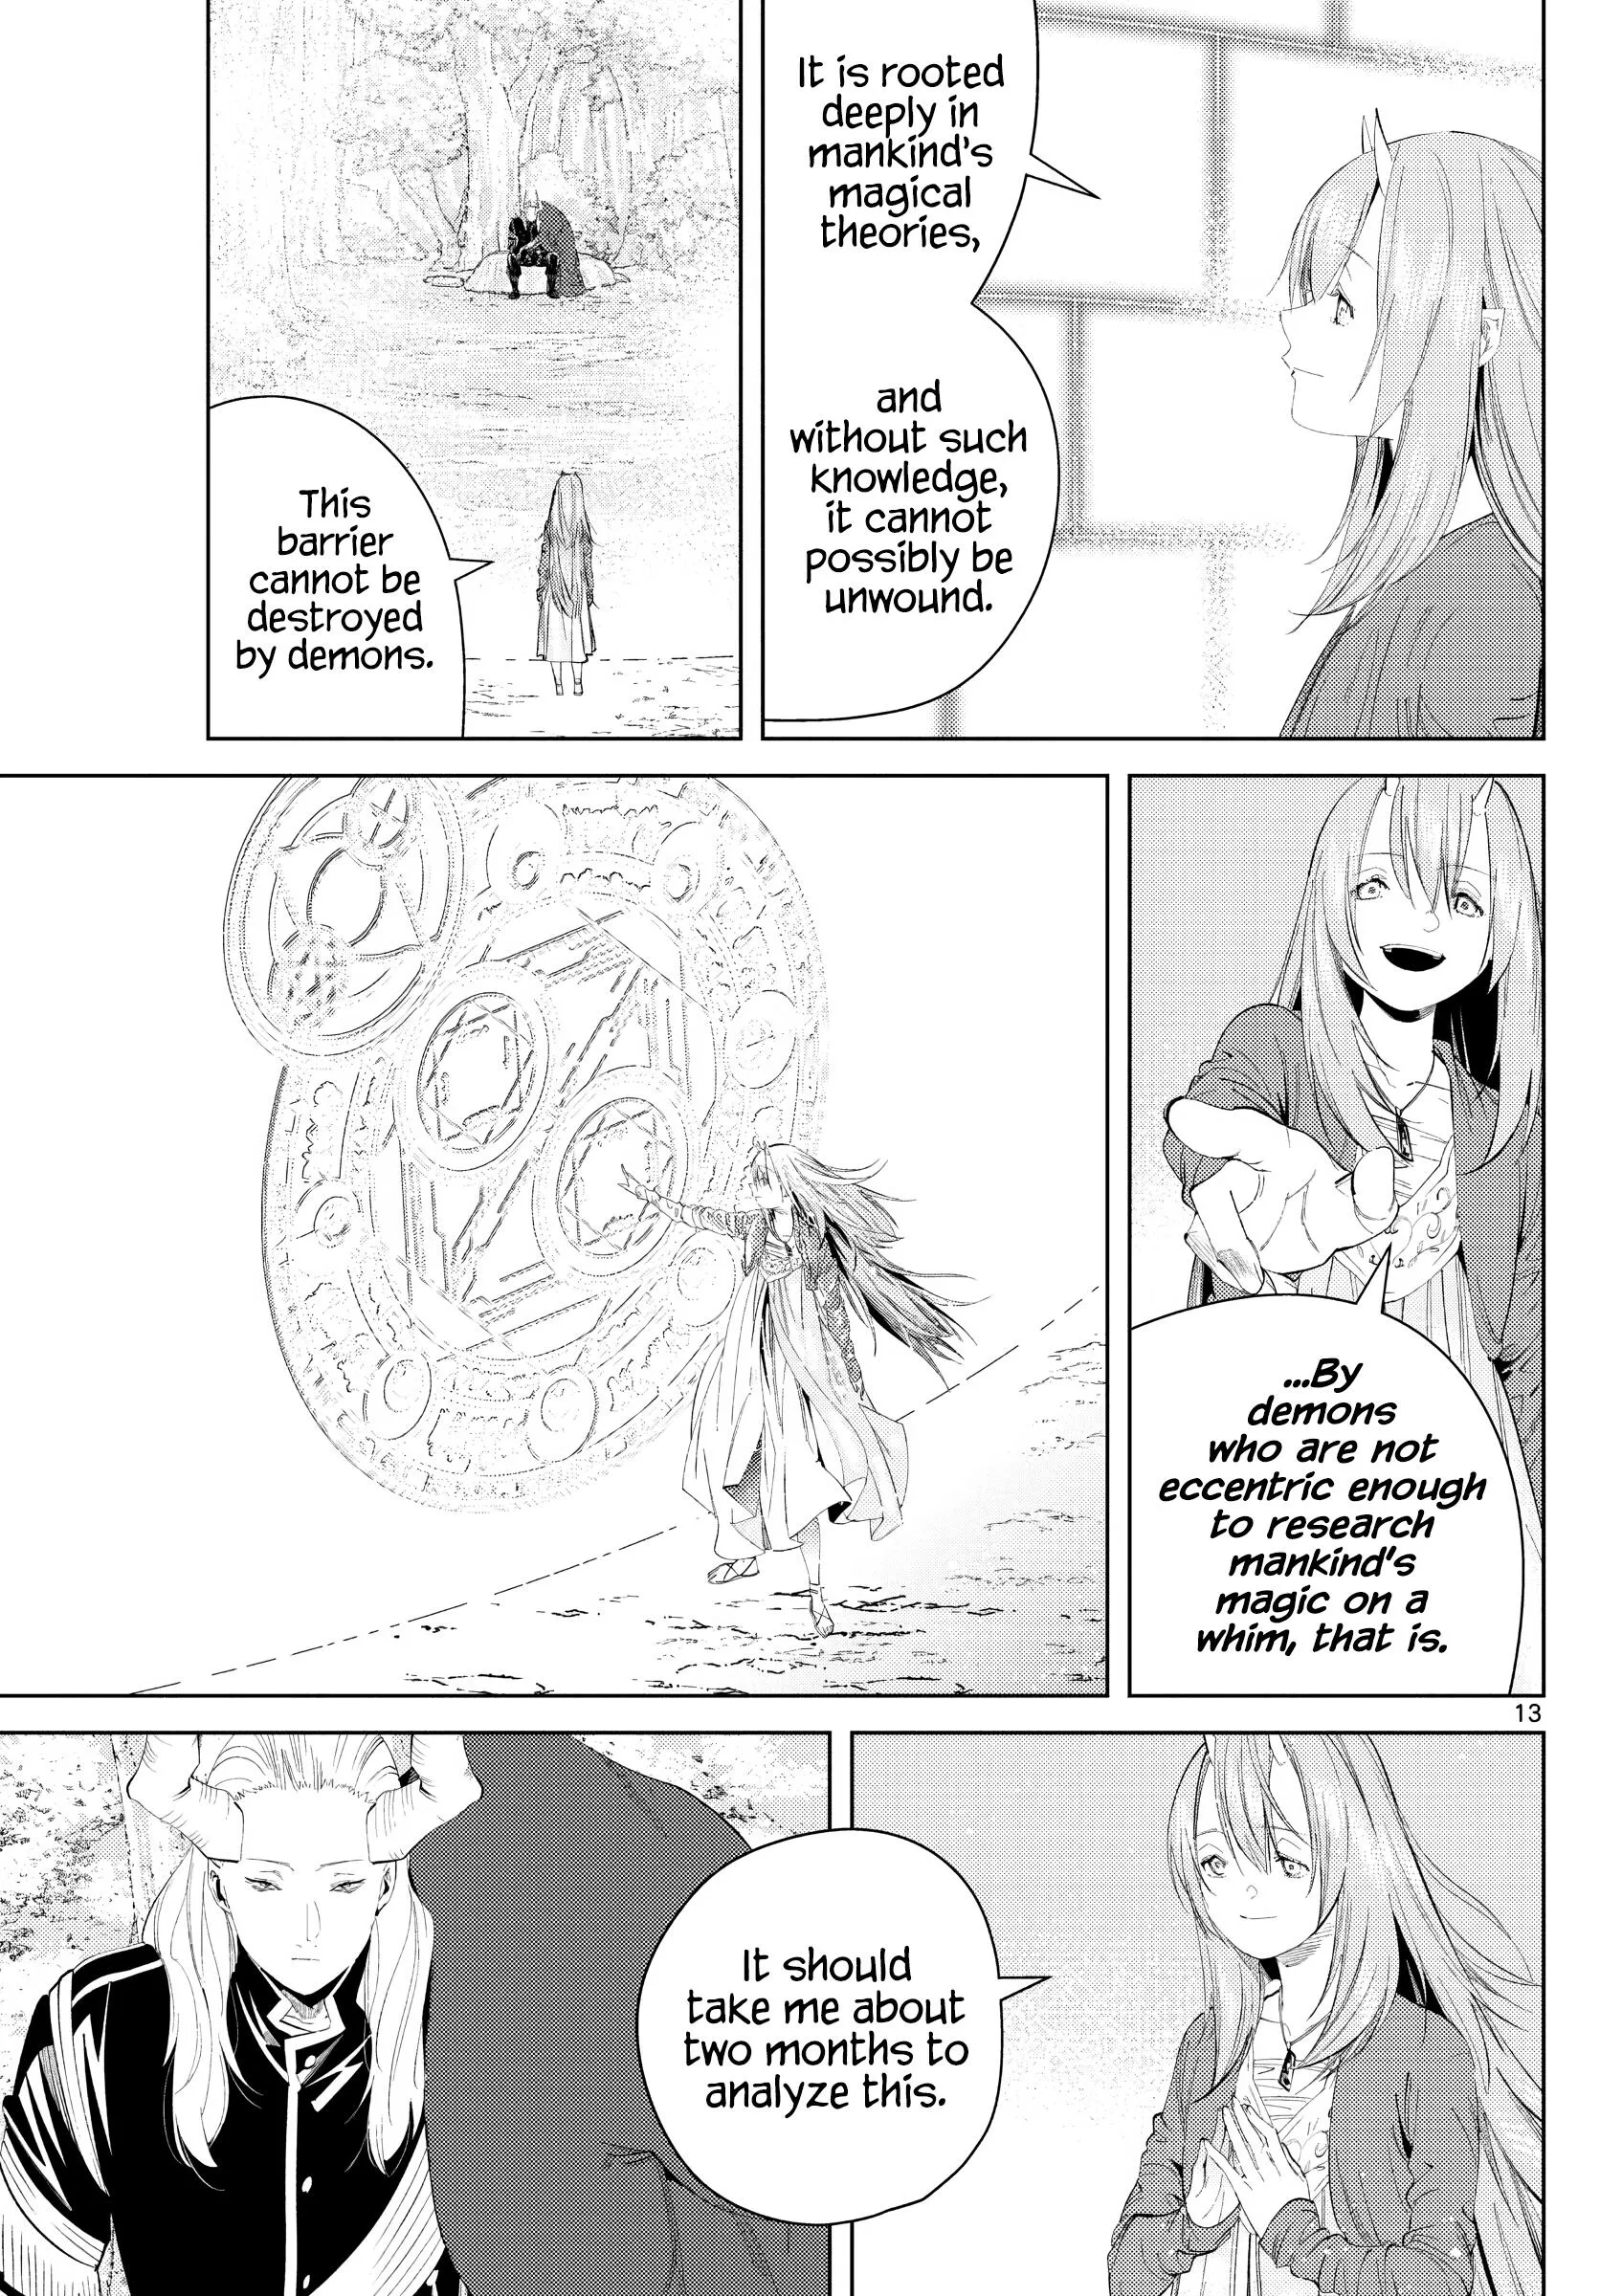 It is rooted
deeply in
mankind's
magical
theories,
and
without such
knowledge,
it cannot
possibly be
unwound.
This
barrier
cannot be
destroyed
by demons.
...By
demons
who are not
eccentric enough
to research
mankind's
magic on a
whim, that is.
13
It should
take me about
two months to
analyze this.